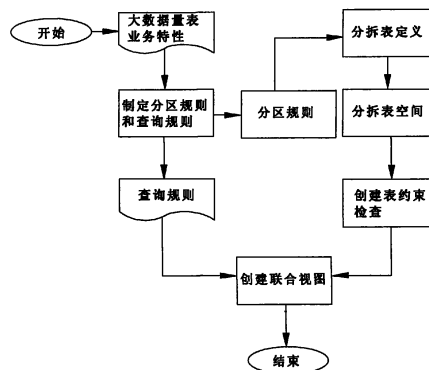 开始
大数据量表
业务特性
制定分区规则
和查询规则
分区规则
分拆表定义
分拆表空间
查询规则
创建表约束
检查
创建联合视图
结束